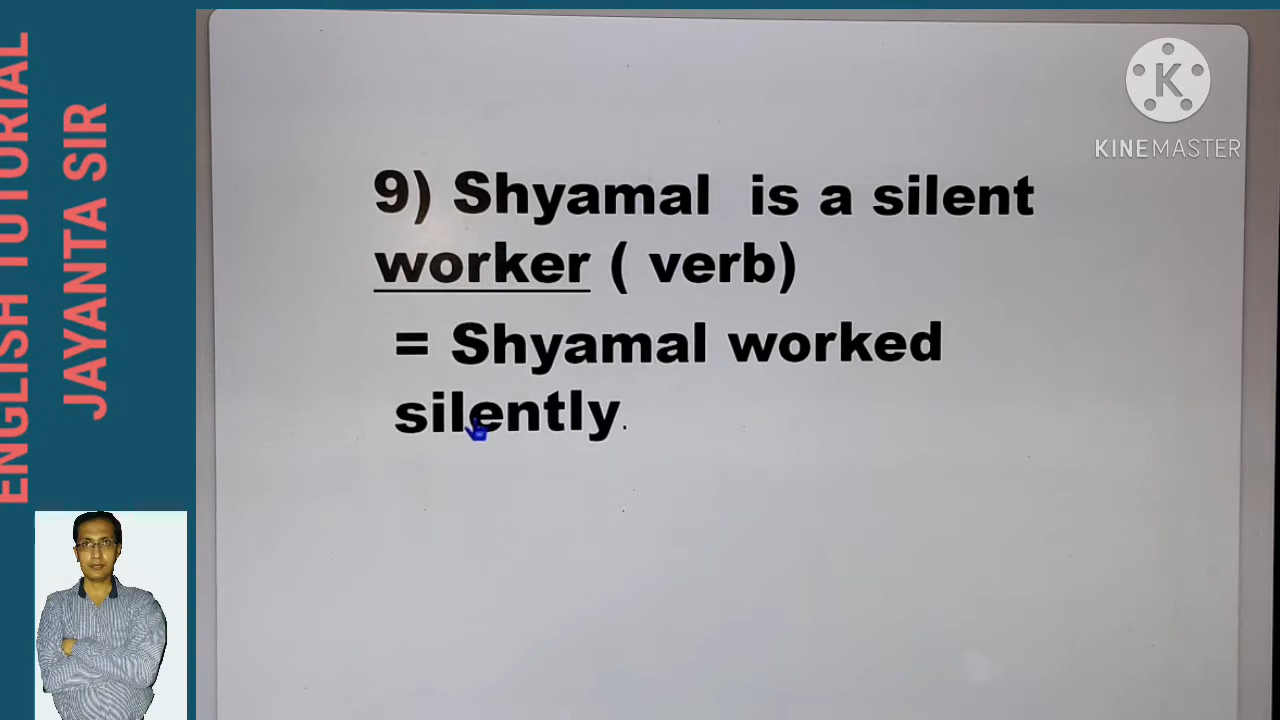 ENGLISH TUTORIAL
JAYANTA SIR
K
KINEMASTER
9) Shyamal is a silent
worker ( verb)
= Shyamal worked
silently.